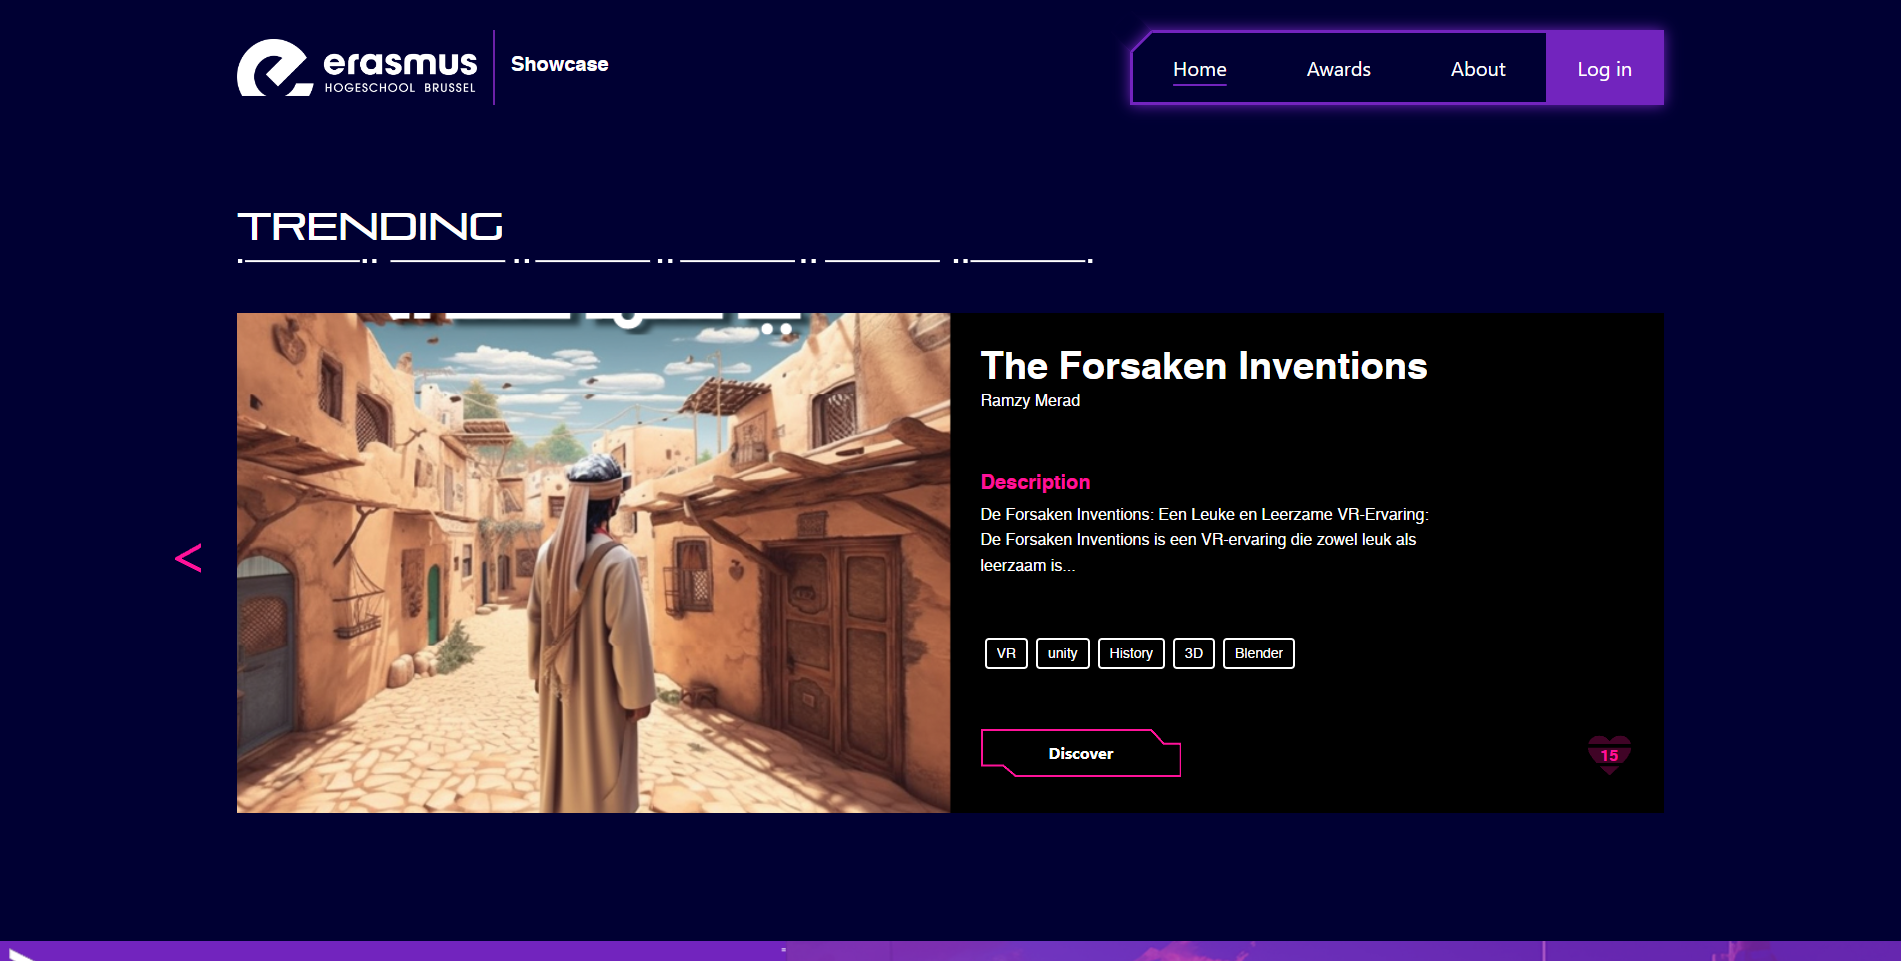 erasmus
HOGESCHOOL BRUSSEL
Showcase
Home
Awards
About
Log in
TRENDING
The Forsaken Inventions
Ramzy Merad
Description
De Forsaken Inventions: Een Leuke en Leerzame VR-Ervaring:
De Forsaken Inventions is een VR-ervaring die zowel leuk als
leerzaam is...
VR
unity
History
3D
Blender
Discover
15
<